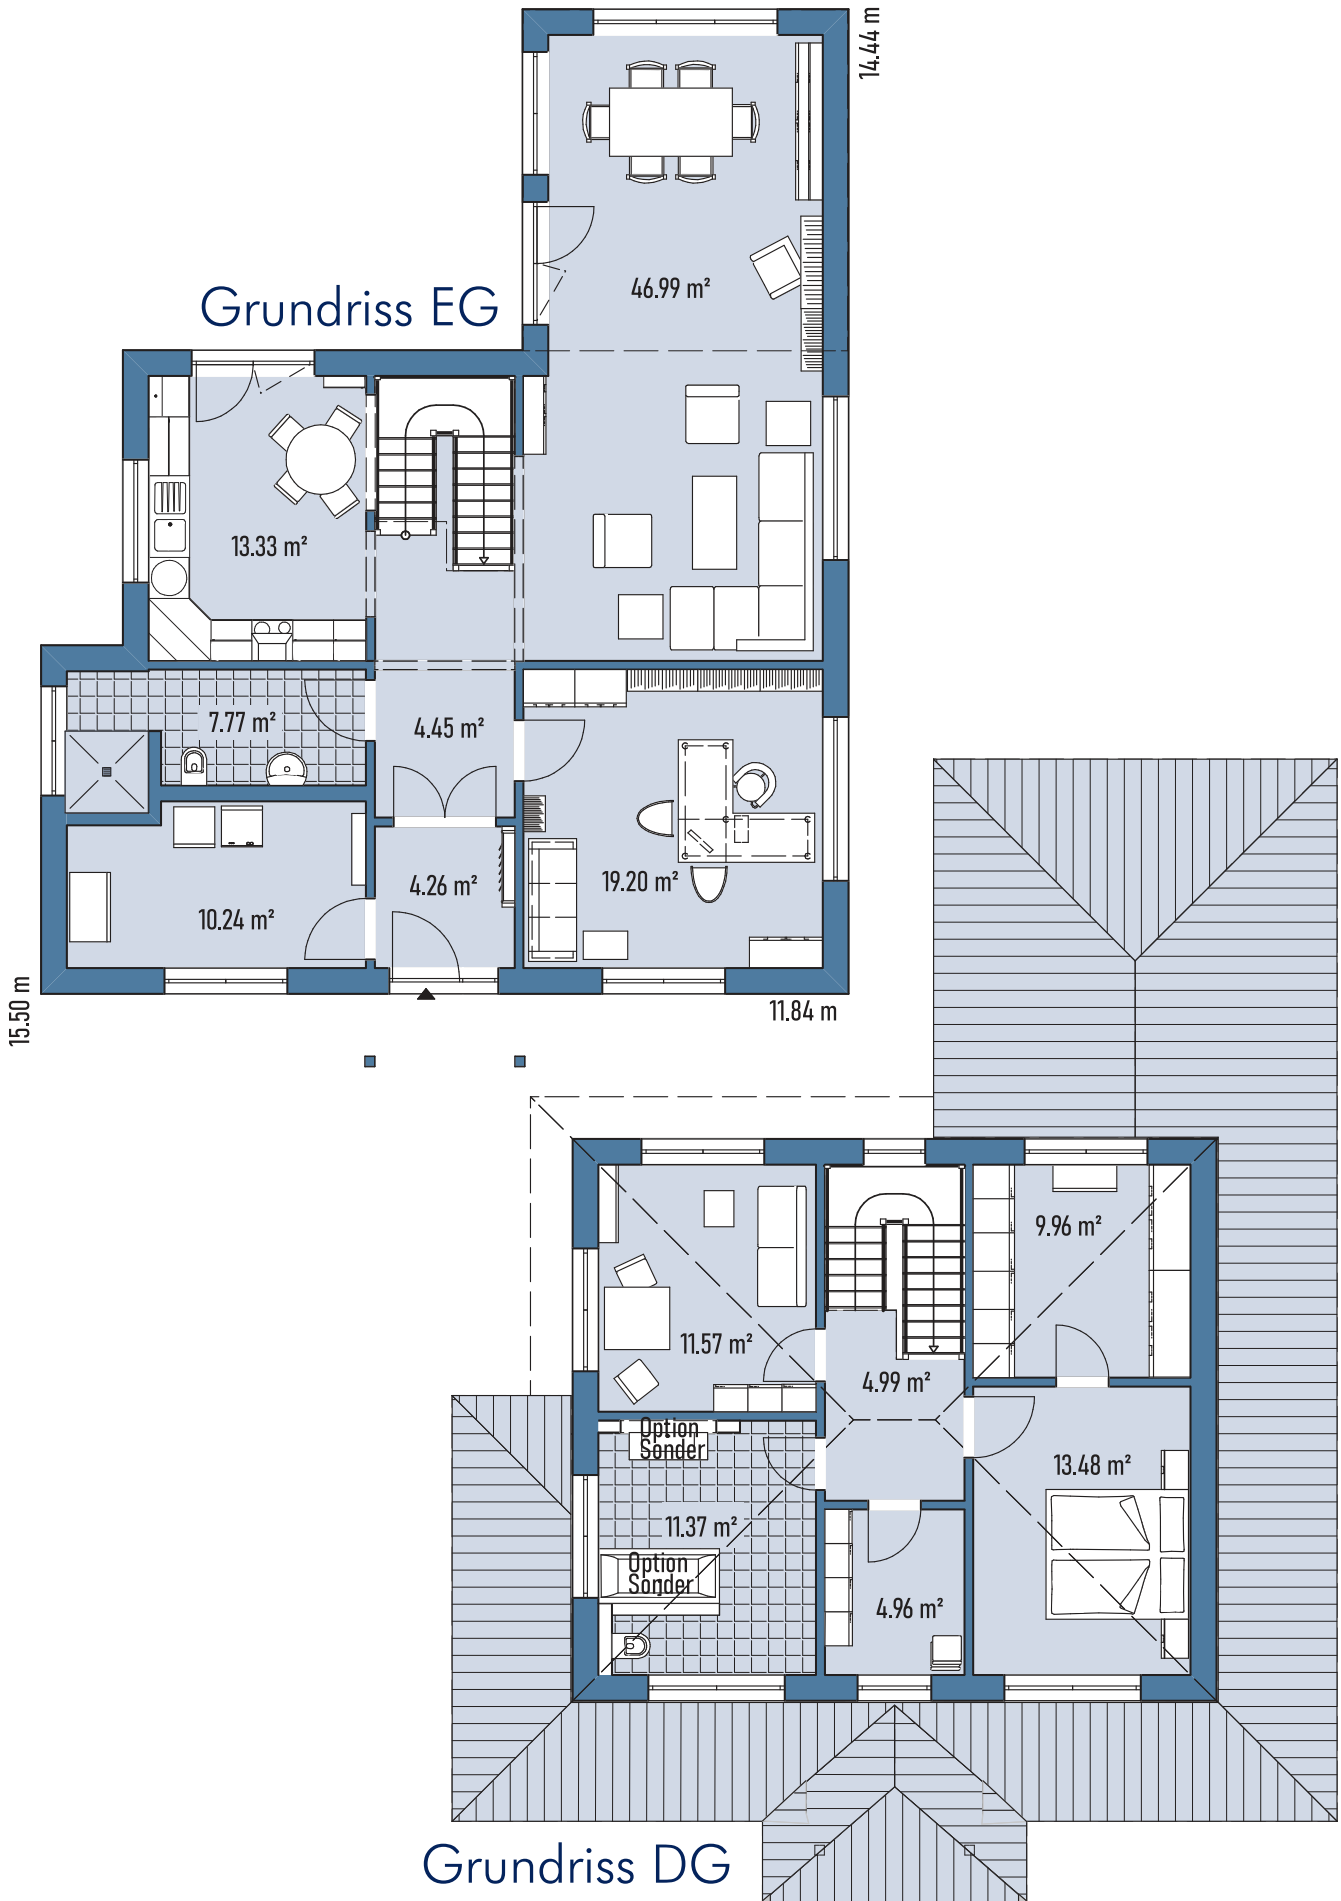 14.44 m
46.99 m²
Grundriss EG
13.33 m²
7.77 m²
4.45 m²
19.20 m²
4.26 m²
10.24 m²
15.50 m
11.84 m
9.96 m²
11.57 m²
4.99 m²
Option
Sonder
13.48 m²
11.37 m²
Option
Sonder
4.96 m²
Grundriss DG